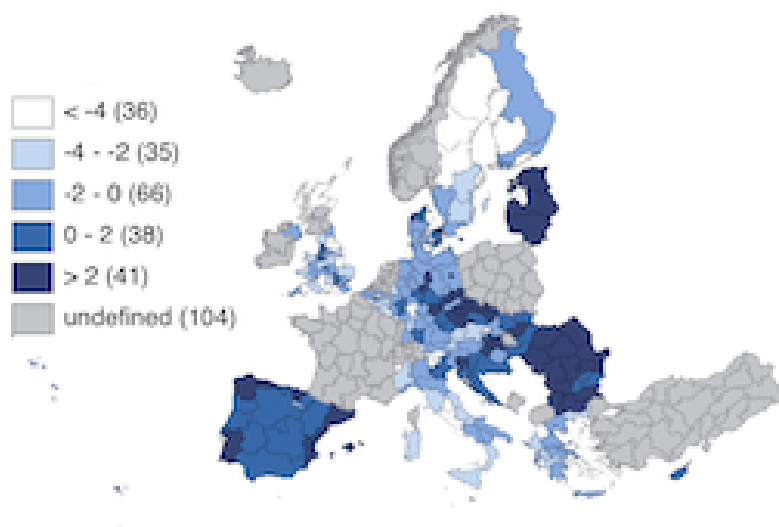 < -4 (36)
-4 - -2 (35)
-2 - 0 (66)
0 - 2 (38)
> 2 (41)
undefined (104)